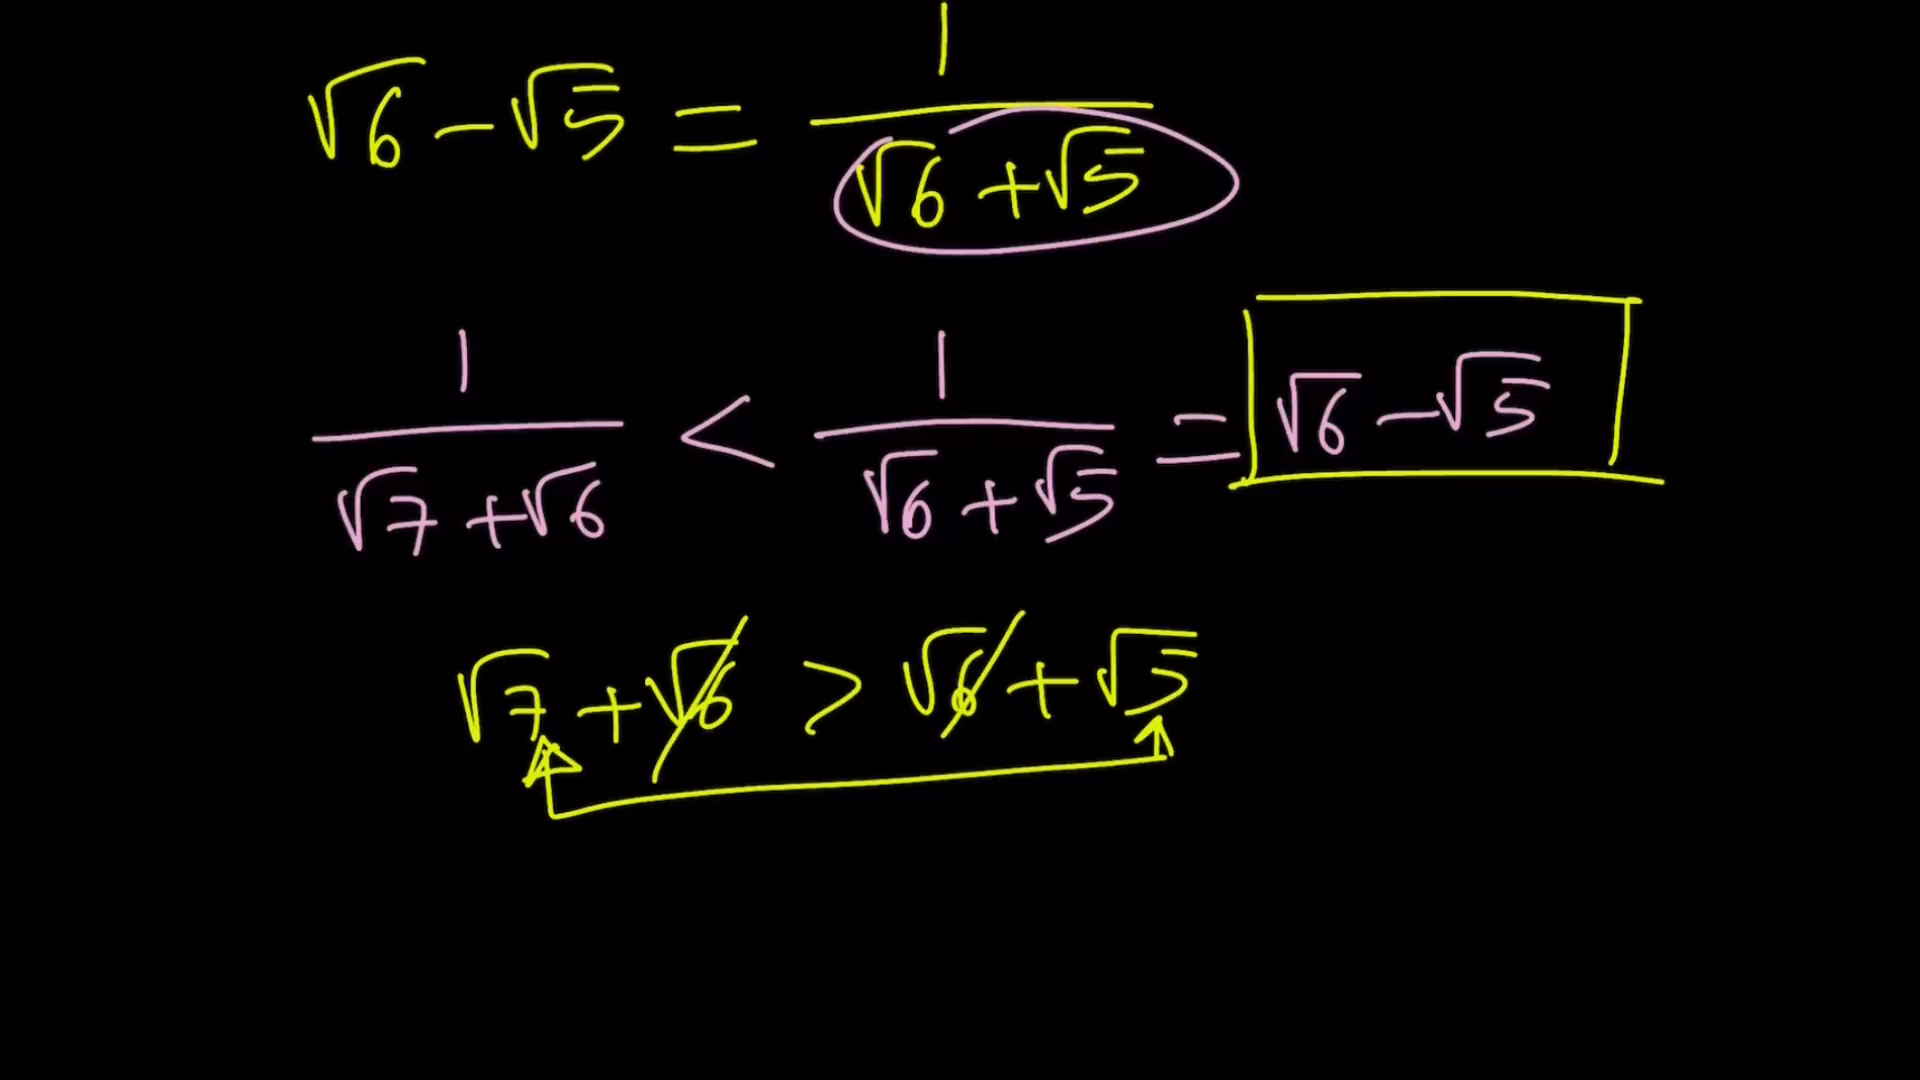 √6 − √5 = 1/(√6 + √5)
1/(√7 + √6) < 1/(√6 + √5) = √6 − √5
√7 + √6 > √6 + √5